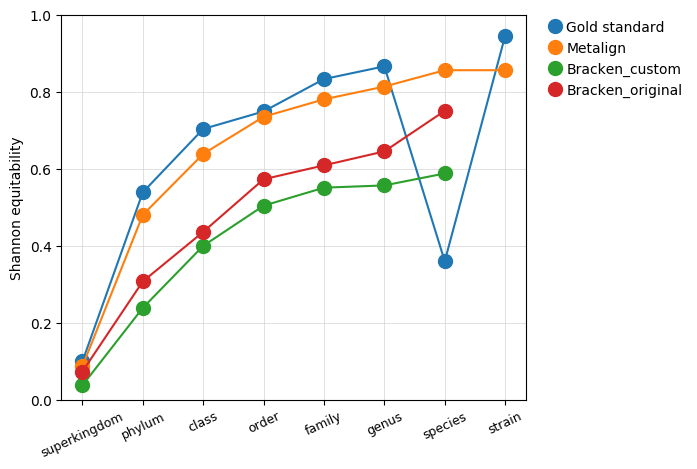 1.0
0.8
0.6
0.4
0.2
0.0
Shannon equitability
superkingdom
phylum
class
order
family
genus
species
strain
Gold standard
Metalign
Bracken_custom
Bracken_original